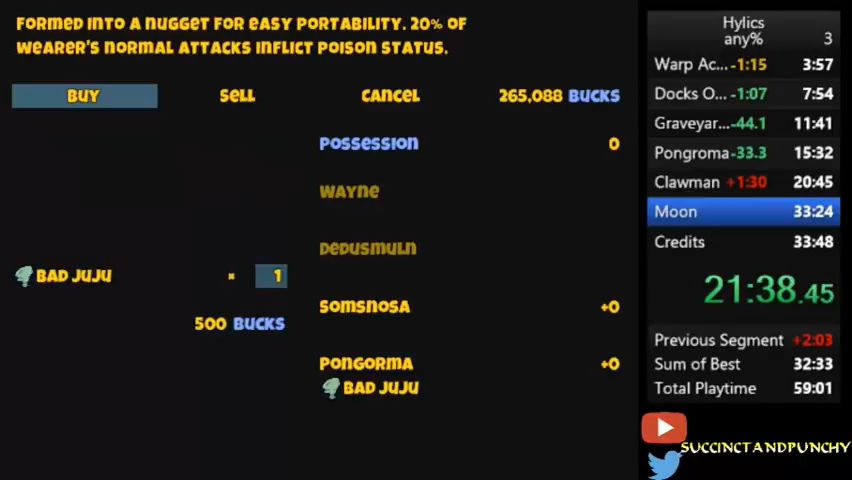 Formed into a nugget for easy portability. 20% of
wearer's normal attacks inflict poison status.
Buy Sell Cancel 265,088 Bucks
Possession 0
Wayne
Dedusmuln
Bad Juju × 1
Somsnosa +0
500 Bucks
Pongorma +0
Bad Juju
Hylics
any% 3
Warp Ac... -1:15 3:57
Docks O... -1:07 7:54
Graveyar... -44.1 11:41
Pongroma -33.3 15:32
Clawman +1:30 20:45
Moon 33:24
Credits 33:48
21:38.45
Previous Segment +2:03
Sum of Best 32:33
Total Playtime 59:01
SUCCINCTANDPUNCHY